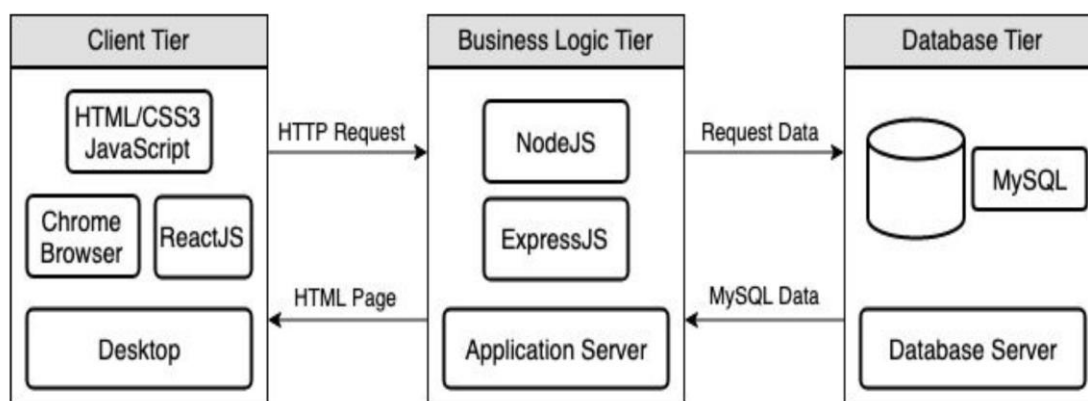 Client Tier
Business Logic Tier
Database Tier
HTML/CSS3
JavaScript
HTTP Request
NodeJS
Request Data
MySQL
Chrome
Browser
ReactJS
ExpressJS
HTML Page
MySQL Data
Desktop
Application Server
Database Server